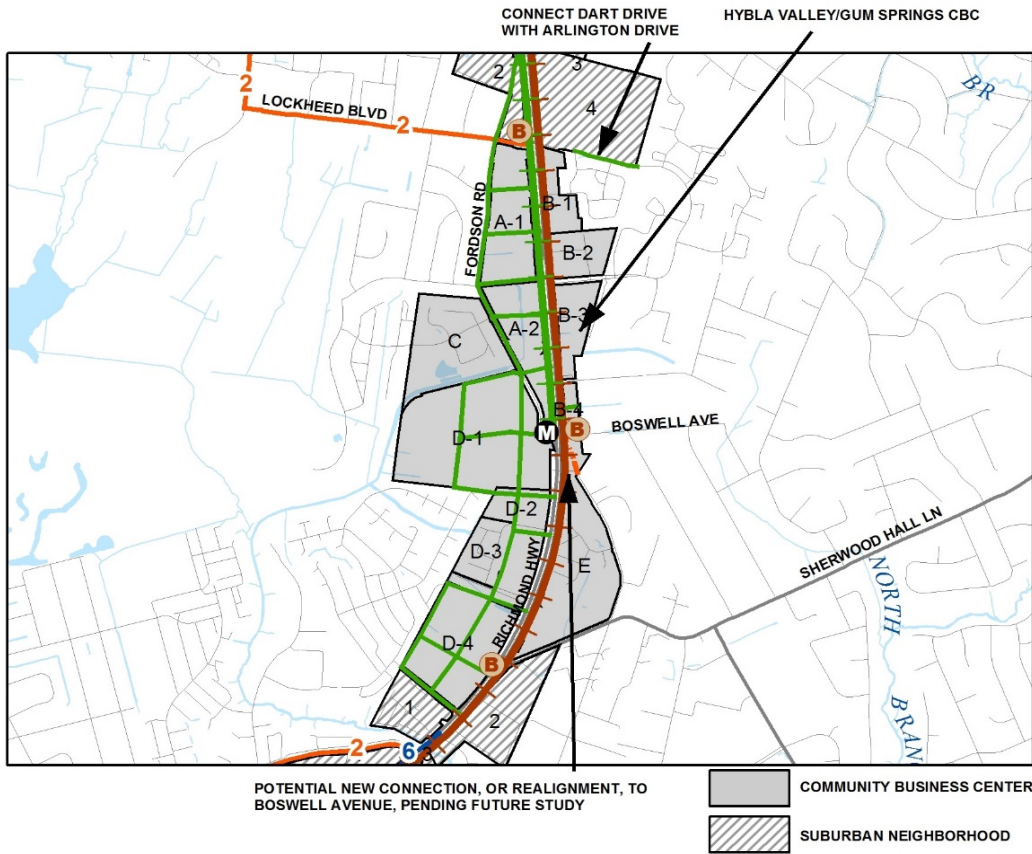 CONNECT DART DRIVE
WITH ARLINGTON DRIVE
HYBLA VALLEY/GUM SPRINGS CBC
2
3
BR
2
LOCKHEED BLVD
2
4
B
FORDSON RD
B-1
A-1
B-2
B-3
A-2
C
B-4
M
B
BOSWELL AVE
D-1
D-2
D-3
RICHMOND HWY
E
SHERWOOD HALL LN
NORTH
BRANC
D-4
B
1
2
2
6
3
POTENTIAL NEW CONNECTION, OR REALIGNMENT, TO
BOSWELL AVENUE, PENDING FUTURE STUDY
COMMUNITY BUSINESS CENTER
SUBURBAN NEIGHBORHOOD